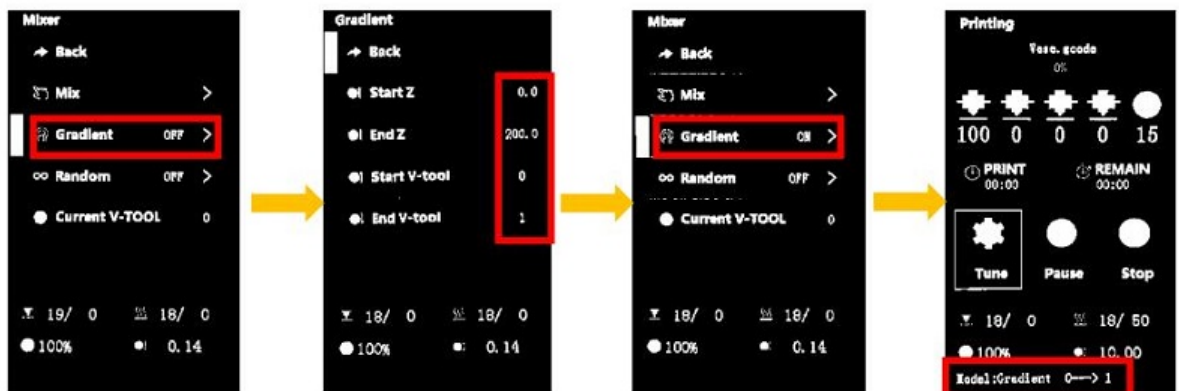 Mixer
Back
Mix >
Gradient OFF >
Random OFF >
Current V-TOOL 0
19/ 0 18/ 0
100% 0.14
Gradient
Back
Start Z 0.0
End Z 200.0
Start V-tool 0
End V-tool 1
18/ 0 18/ 0
100% 0.14
Mixer
Back
Mix >
Gradient ON >
Random OFF >
Current V-TOOL 0
18/ 0 18/ 0
100% 0.14
Printing
Vase.gcode
0%
100 0 0 0 15
PRINT REMAIN
00:00 00:00
Tune Pause Stop
18/ 0 18/ 50
100% 10.00
Model:Gradient 0---> 1